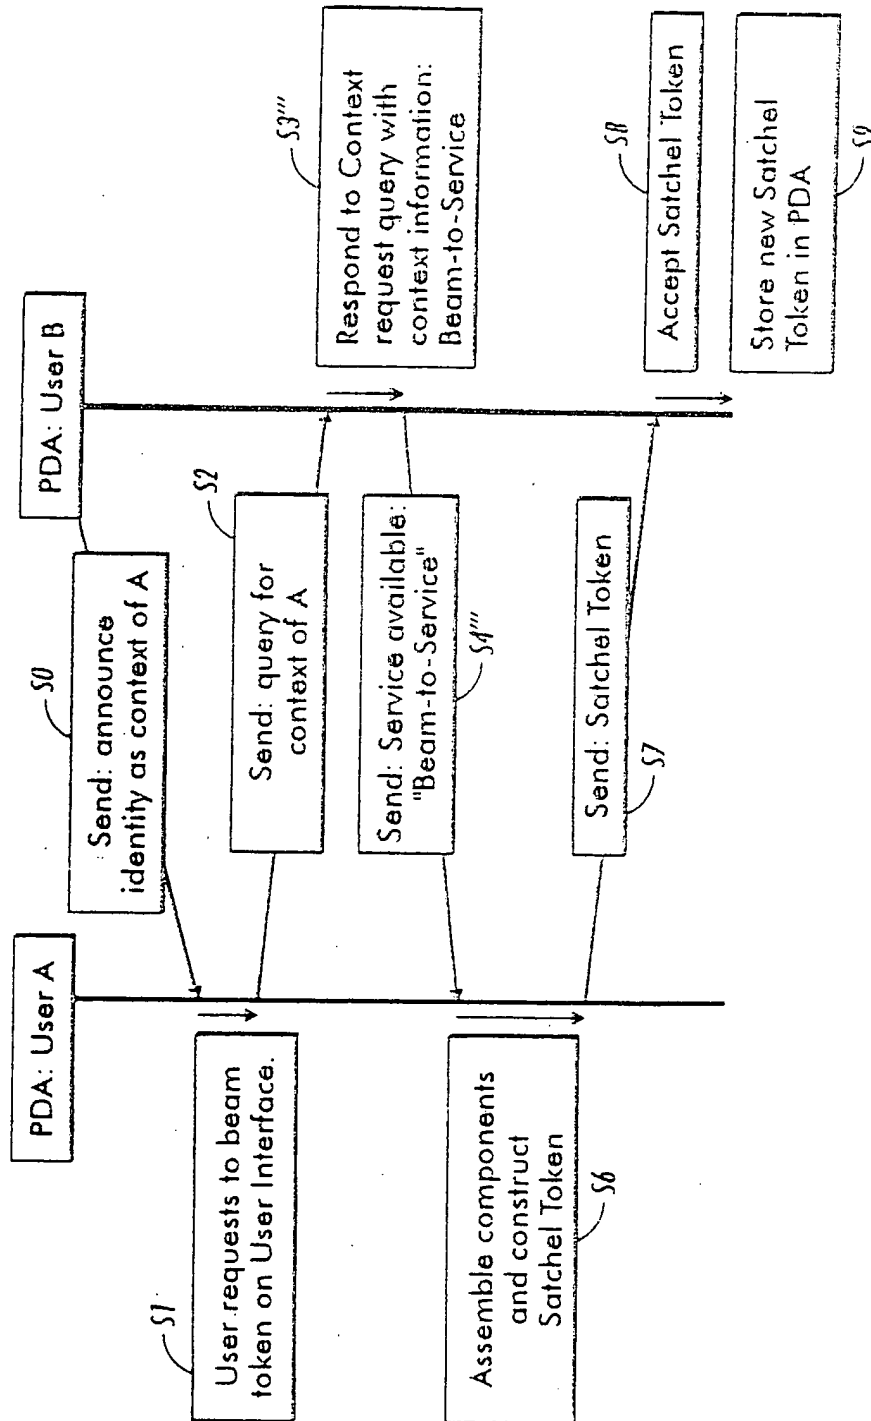 PDA: User A
PDA: User B
S0
Send: announce
identity as context of A
S1
User requests to beam
token on User Interface.
S2
Send: query for
context of A
S3'''
Respond to Context
request query with
context information:
Beam-to-Service
Send: Service available:
"Beam-to-Service"
S4'''
Assemble components
and construct
Satchel Token
S6
Send: Satchel Token
S7
S8
Accept Satchel Token
Store new Satchel
Token in PDA
S9